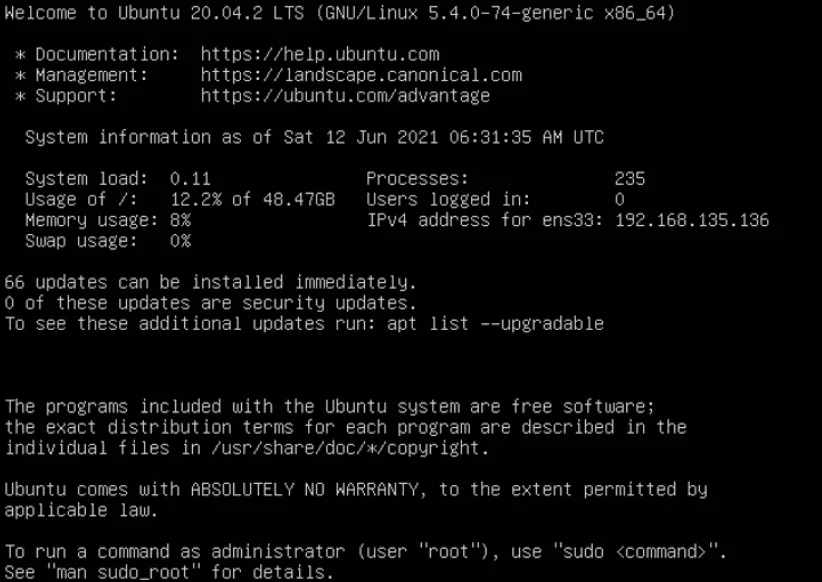 Welcome to Ubuntu 20.04.2 LTS (GNU/Linux 5.4.0-74-generic x86_64)
* Documentation: https://help.ubuntu.com
* Management: https://landscape.canonical.com
* Support: https://ubuntu.com/advantage
System information as of Sat 12 Jun 2021 06:31:35 AM UTC
System load: 0.11 Processes: 235
Usage of /: 12.2% of 48.47GB Users logged in: 0
Memory usage: 8% IPv4 address for ens33: 192.168.135.136
Swap usage: 0%
66 updates can be installed immediately.
0 of these updates are security updates.
To see these additional updates run: apt list --upgradable
The programs included with the Ubuntu system are free software;
the exact distribution terms for each program are described in the
individual files in /usr/share/doc/*/copyright.
Ubuntu comes with ABSOLUTELY NO WARRANTY, to the extent permitted by
applicable law.
To run a command as administrator (user "root"), use "sudo <command>".
See "man sudo_root" for details.